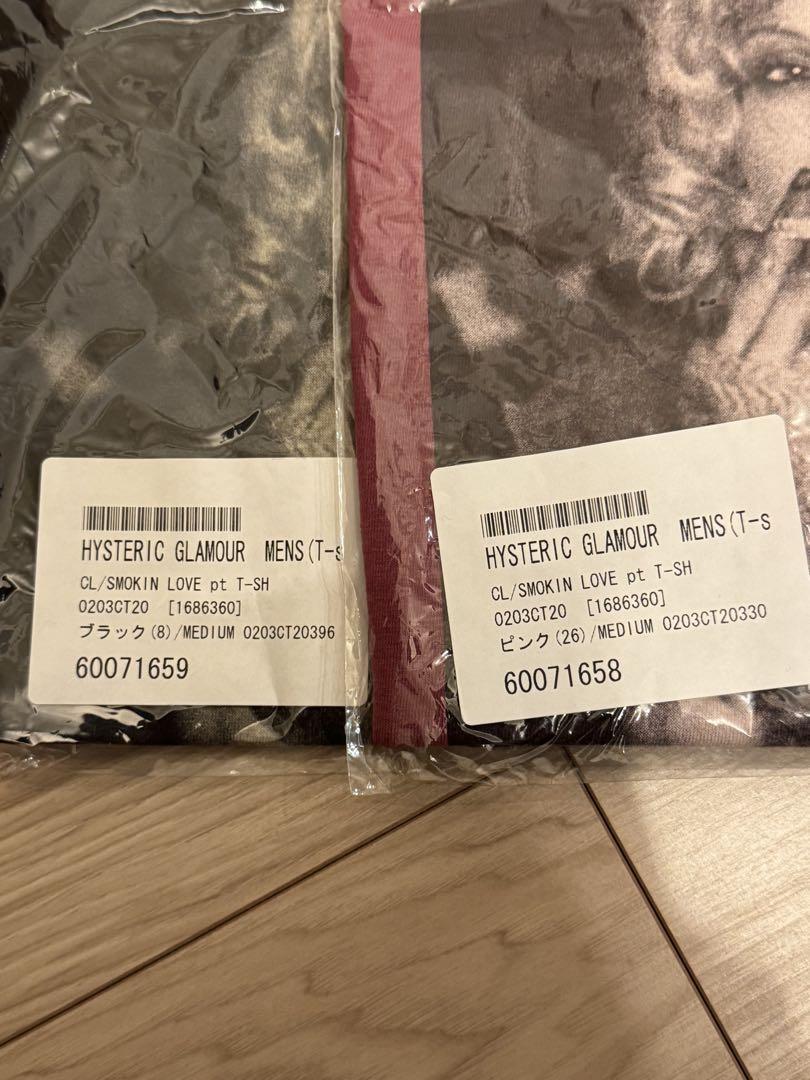 HYSTERIC GLAMOUR MENS(T-s
CL/SMOKIN LOVE pt T-SH
0203CT20 [1686360]
ブラック(8)/MEDIUM 0203CT20396
60071659
HYSTERIC GLAMOUR MENS(T-s
CL/SMOKIN LOVE pt T-SH
0203CT20 [1686360]
ピンク(26)/MEDIUM 0203CT20330
60071658